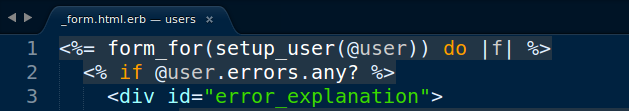 _form.html.erb — users ×
1 <%= form_for(setup_user(@user)) do |f| %>
2 <% if @user.errors.any? %>
3 <div id="error_explanation">